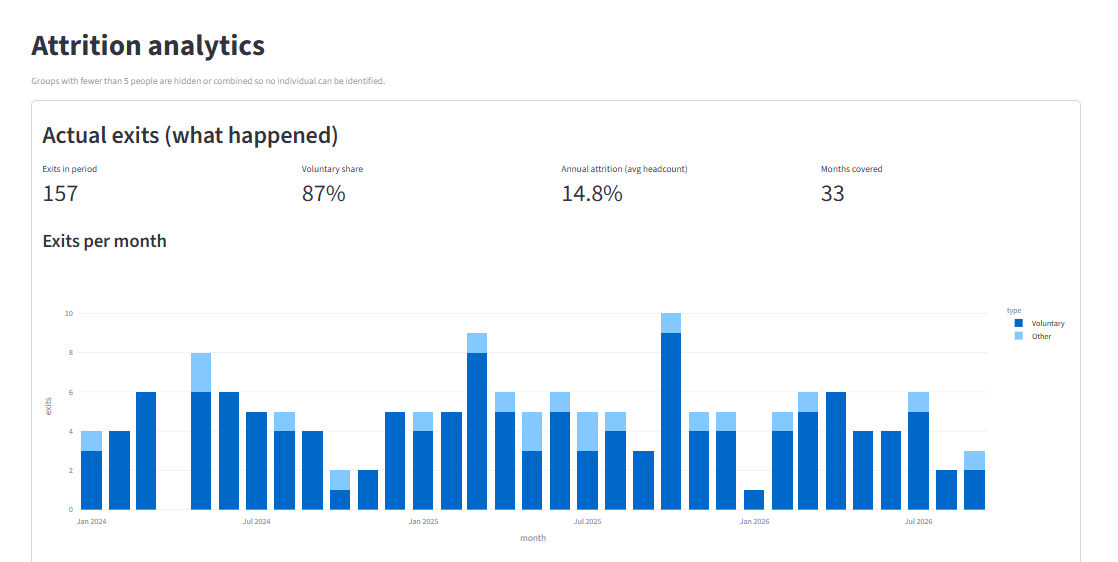 Attrition analytics
Groups with fewer than 5 people are hidden or combined so no individual can be identified.
Actual exits (what happened)
Exits in period
157
Voluntary share
87%
Annual attrition (avg headcount)
14.8%
Months covered
33
Exits per month
10
8
6
4
2
0
exits
Jan 2024
Jul 2024
Jan 2025
Jul 2025
Jan 2026
Jul 2026
month
type
Voluntary
Other